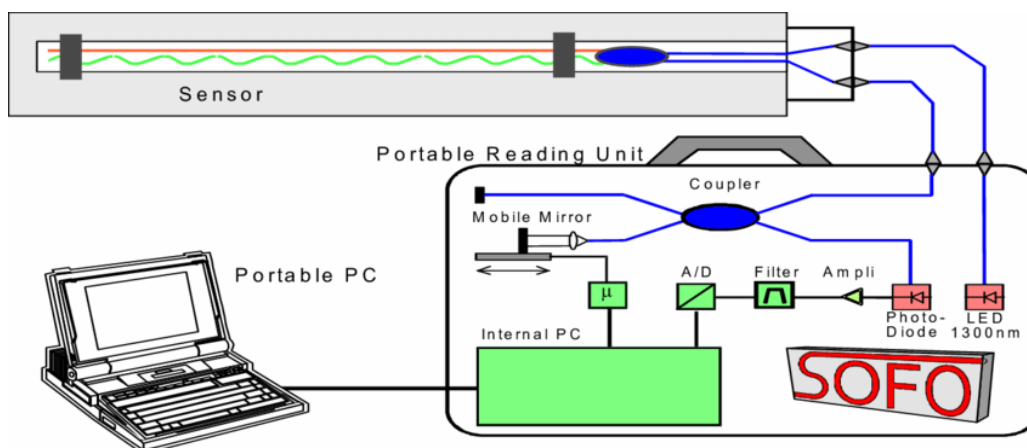 Sensor
Portable Reading Unit
Coupler
Mobile Mirror
Portable PC
A/D
Filter
Ampli
μ
Photo-
Diode
LED
1300nm
Internal PC
SOFO